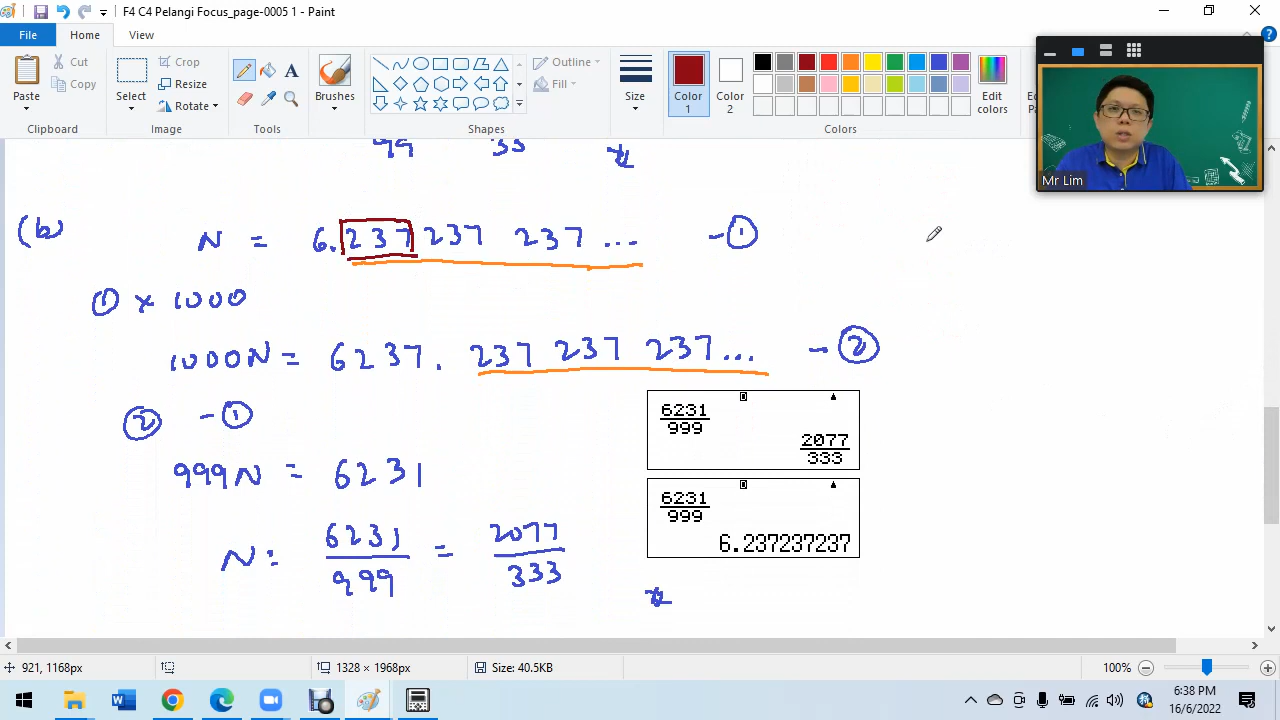 F4 C4 Pelangi Focus_page-0005 1 - Paint
File Home View
Paste Cut Copy Clipboard
Select Crop Resize Rotate Image
Tools
Brushes
Outline Fill Shapes
Size
Color 1
Color 2
Edit colors
Colors
Mr Lim
99 33
(b) N = 6.237 237 237 ... - ①
① × 1000
1000N = 6237. 237 237 237... - ②
② - ①
6231/999
2077/333
999N = 6231
6231/999
6.237237237
N = 6231/999 = 2077/333
921, 1168px 1328 × 1968px Size: 40.5KB 100%
6:38 PM
16/6/2022